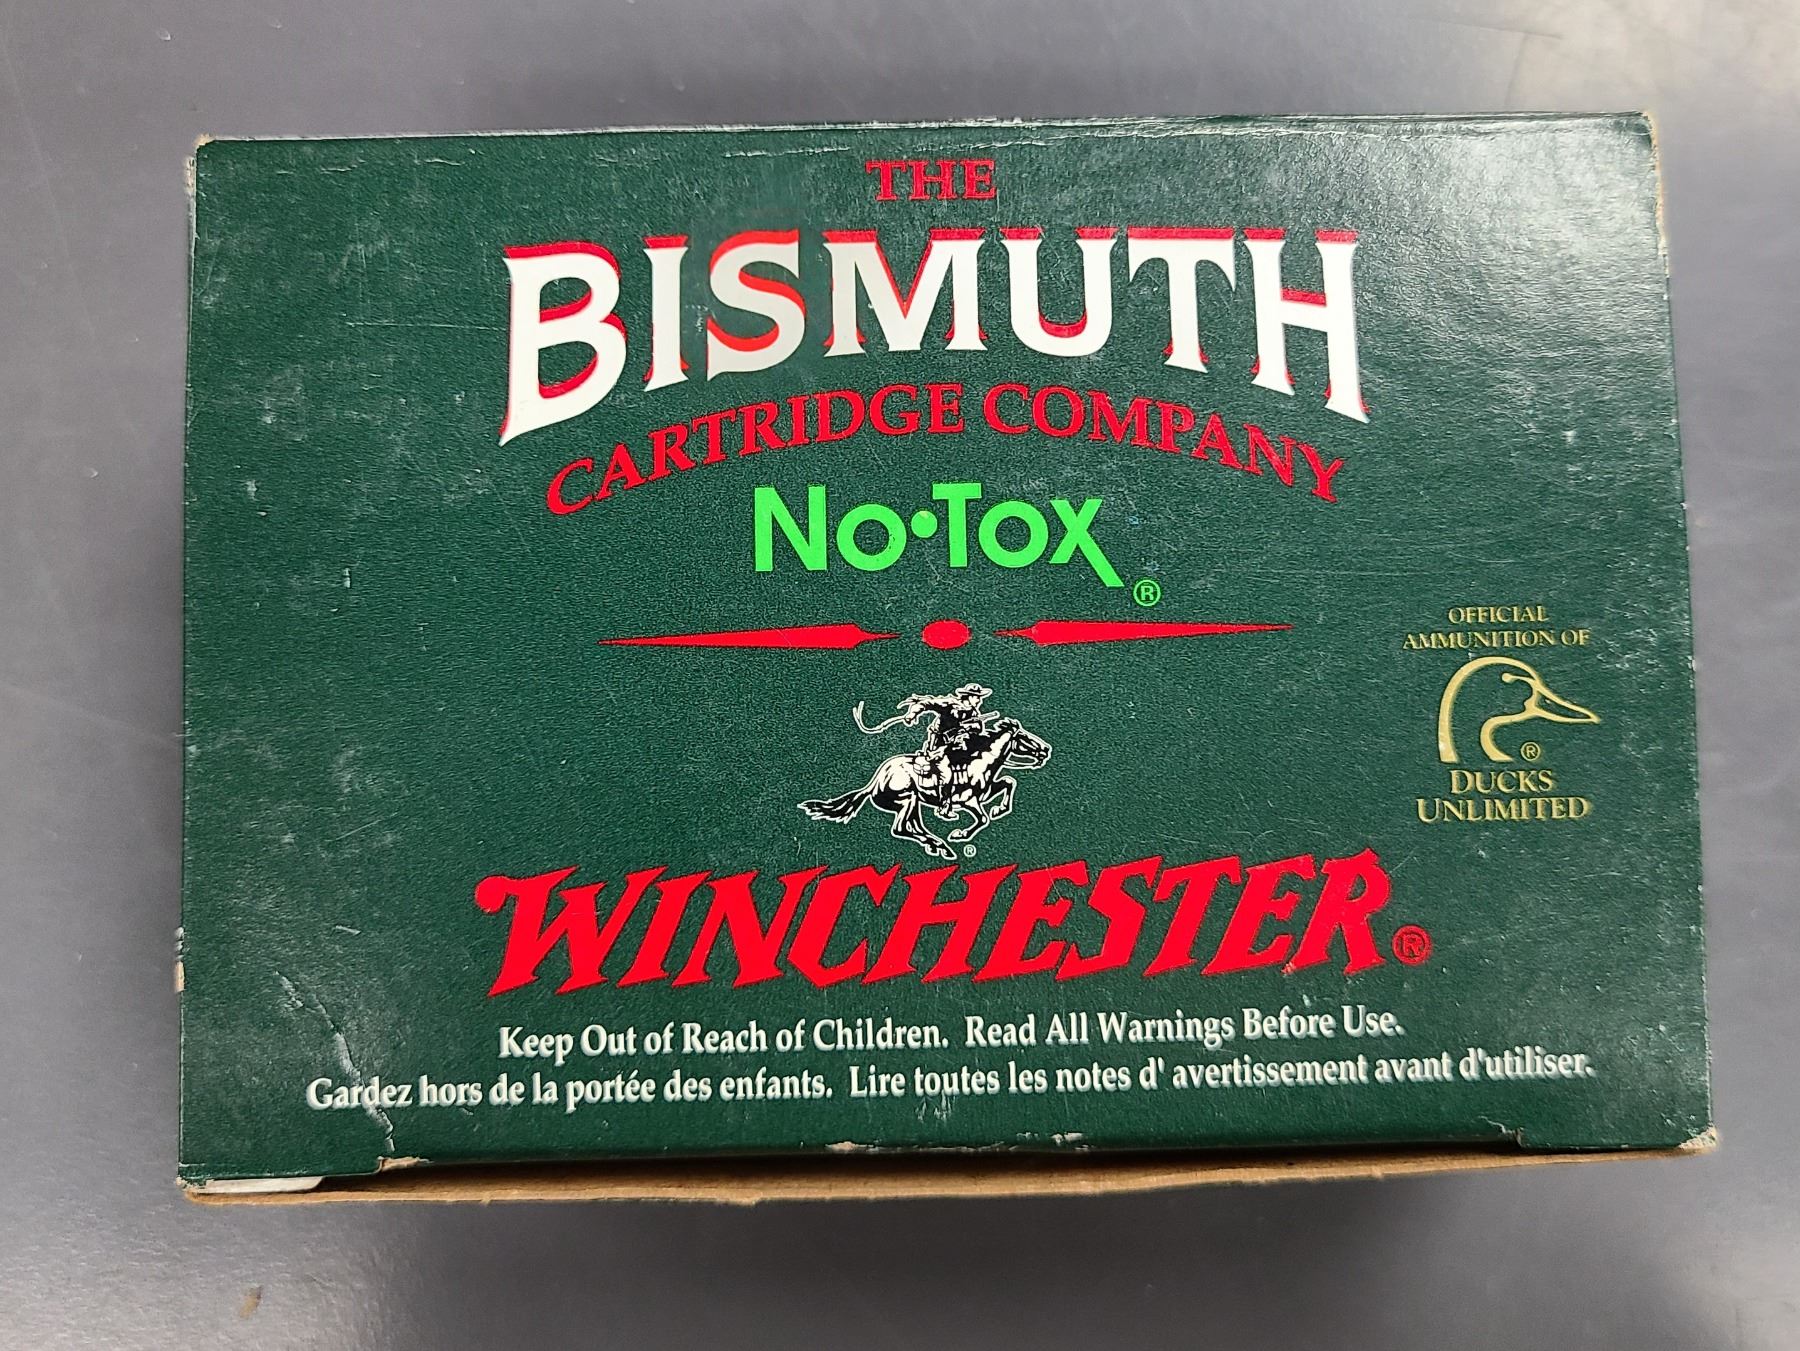 THE
BISMUTH
CARTRIDGE COMPANY
No•Tox®
OFFICIAL
AMMUNITION OF
®
DUCKS
UNLIMITED
®
WINCHESTER®
Keep Out of Reach of Children. Read All Warnings Before Use.
Gardez hors de la portée des enfants. Lire toutes les notes d' avertissement avant d'utiliser.